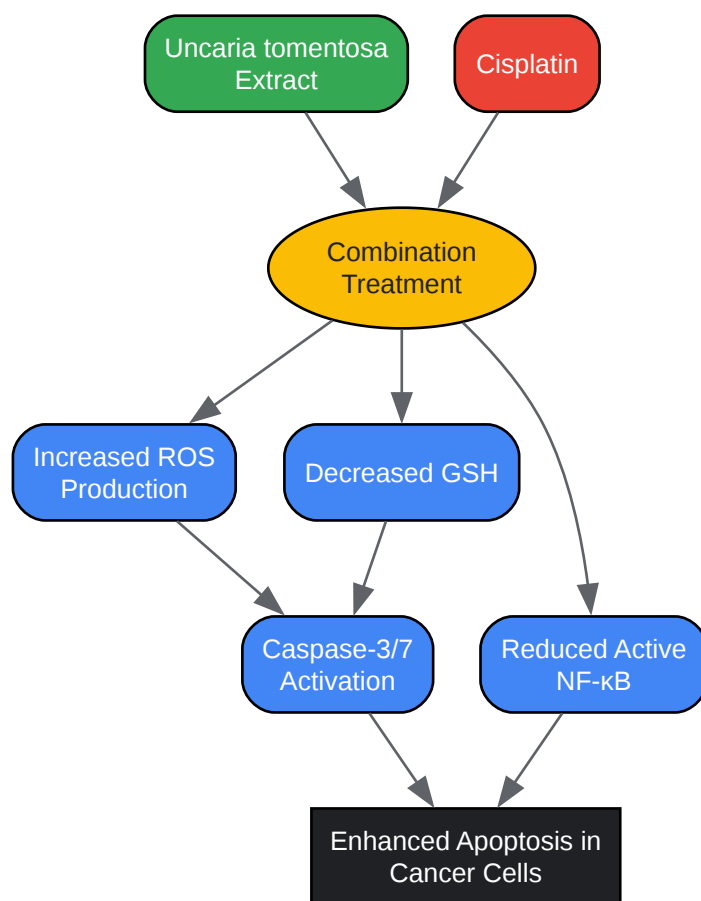 Uncaria tomentosa
Extract
Cisplatin
Combination
Treatment
Increased ROS
Production
Decreased GSH
Caspase-3/7
Activation
Reduced Active
NF-κB
Enhanced Apoptosis in
Cancer Cells